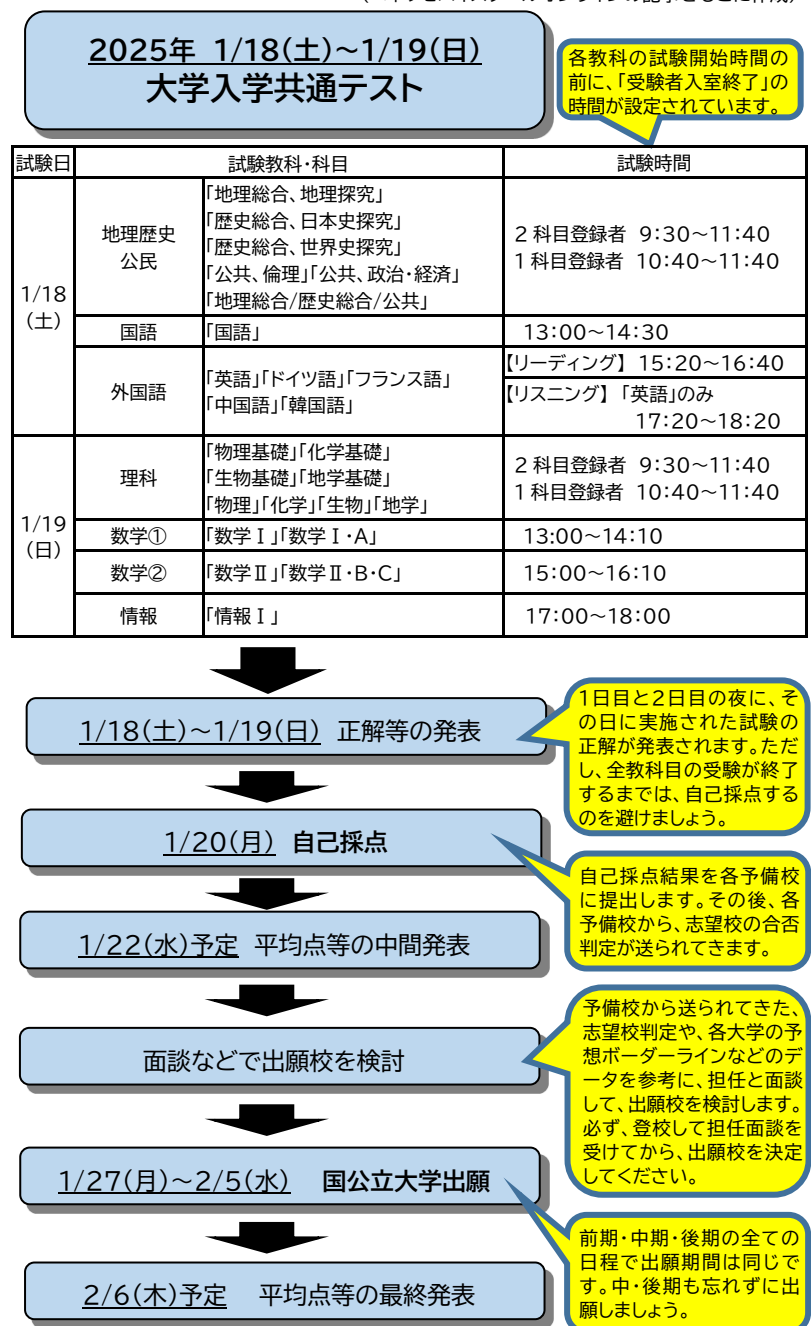 2025年 1/18(土)~1/19(日)
大学入学共通テスト
各教科の試験開始時間の
前に、「受験者入室終了」の
時間が設定されています。
試験日 試験教科・科目 試験時間
1/18
(土)
地理歴史
公民
「地理総合、地理探究」
「歴史総合、日本史探究」
「歴史総合、世界史探究」
「公共、倫理」「公共、政治・経済」
「地理総合/歴史総合/公共」
2科目登録者 9:30~11:40
1科目登録者 10:40~11:40
国語 「国語」 13:00~14:30
外国語
「英語」「ドイツ語」「フランス語」
「中国語」「韓国語」
【リーディング】 15:20~16:40
【リスニング】 「英語」のみ
17:20~18:20
1/19
(日)
理科
「物理基礎」「化学基礎」
「生物基礎」「地学基礎」
「物理」「化学」「生物」「地学」
2科目登録者 9:30~11:40
1科目登録者 10:40~11:40
数学① 「数学Ⅰ」「数学Ⅰ・A」 13:00~14:10
数学② 「数学Ⅱ」「数学Ⅱ・B・C」 15:00~16:10
情報 「情報Ⅰ」 17:00~18:00
1/18(土)~1/19(日) 正解等の発表
1日目と2日目の夜に、そ
の日に実施された試験の
正解が発表されます。ただ
し、全教科目の受験が終了
するまでは、自己採点する
のを避けましょう。
1/20(月) 自己採点
自己採点結果を各予備校
に提出します。その後、各
予備校から、志望校の合否
判定が送られてきます。
1/22(水)予定 平均点等の中間発表
面談などで出願校を検討
予備校から送られてきた、
志望校判定や、各大学の予
想ボーダーラインなどのデ
ータを参考に、担任と面談
して、出願校を検討します。
必ず、登校して担任面談を
受けてから、出願校を決定
してください。
1/27(月)~2/5(水) 国公立大学出願
前期・中期・後期の全ての
日程で出願期間は同じで
す。中・後期も忘れずに出
願しましょう。
2/6(木)予定 平均点等の最終発表